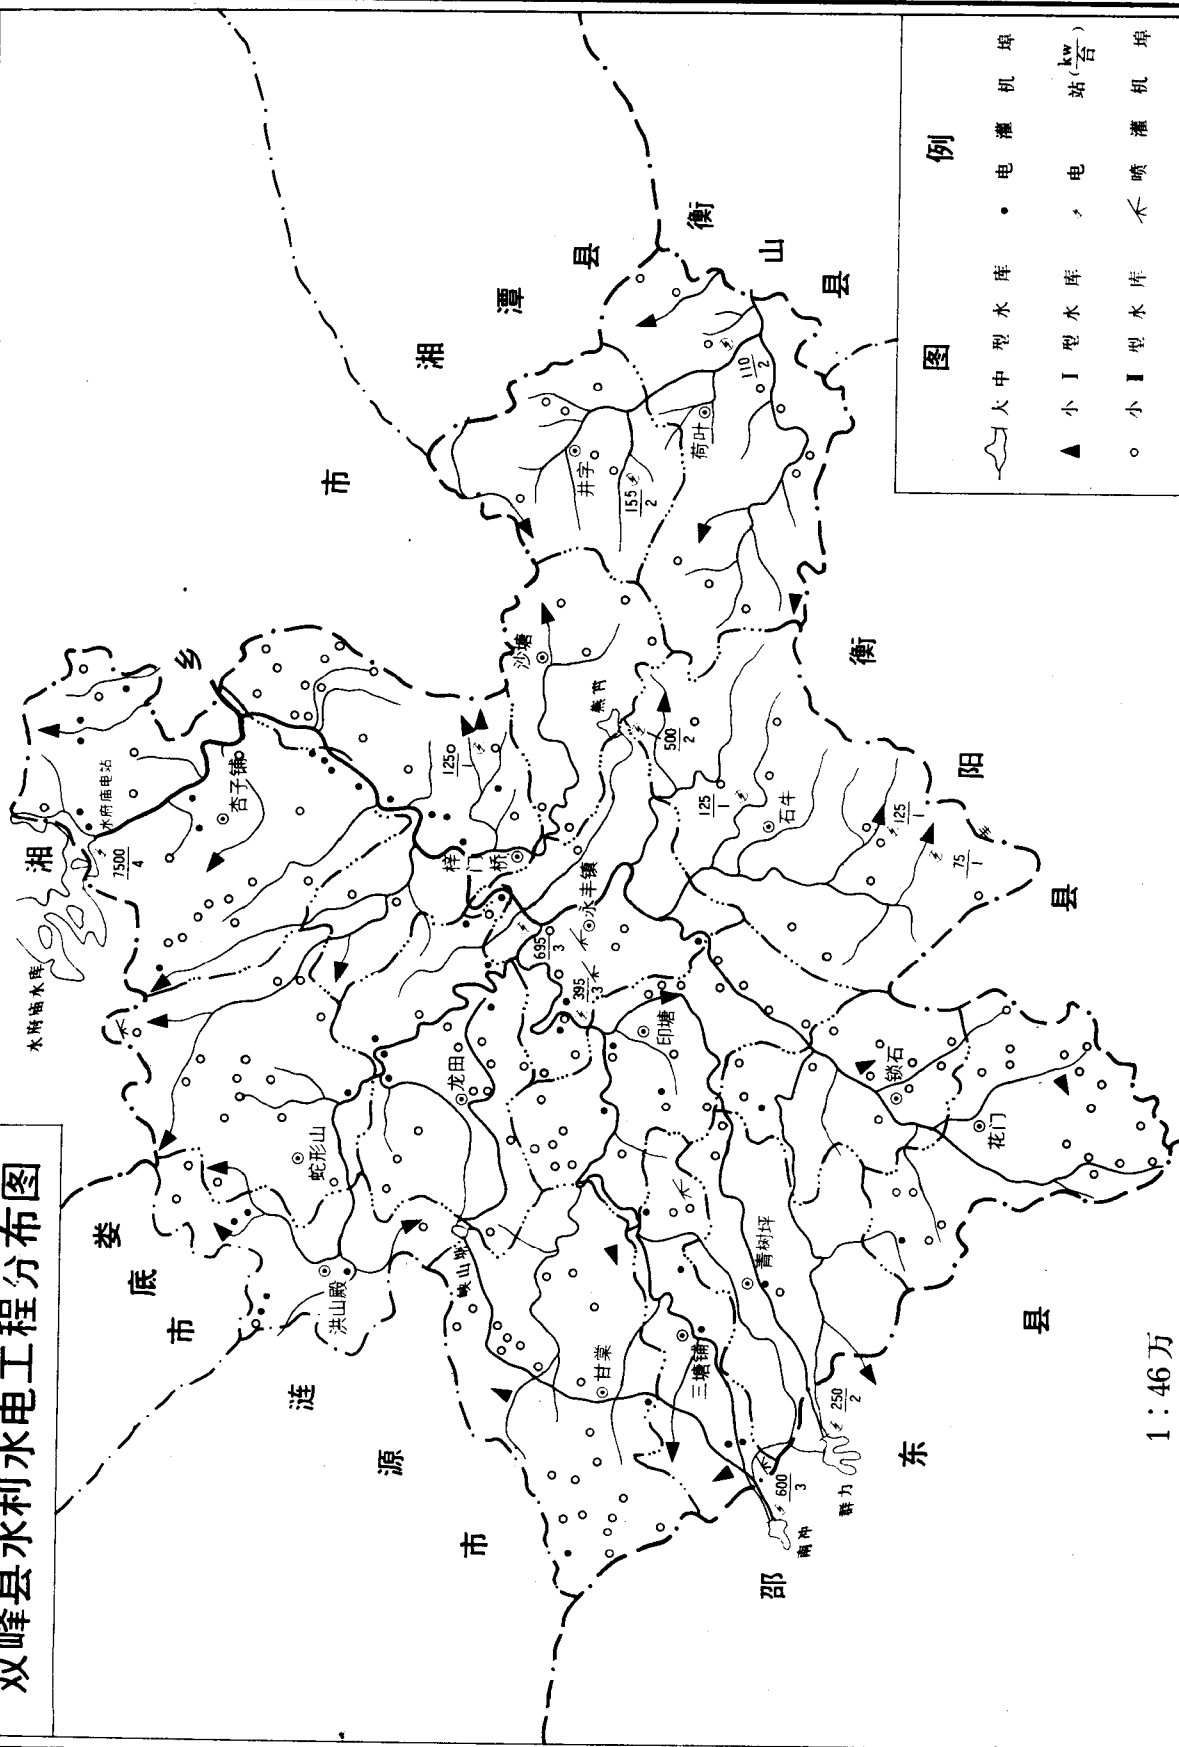 双峰县水利水电工程分布图
图例
大中型水库
电灌机埠
小Ⅰ型水库
电站(kw/台)
小Ⅱ型水库
喷灌机埠
娄底市
涟源市
邵东县
湘乡市
湘潭县
衡山县
衡阳县
水府庙水库
水府庙电站
7500/4
杏子铺
125/1
梓门桥
沙塘
井字
155/2
荷叶
110/2
500/2
125/1
石牛
125/1
75/1
永丰镇
695/3
395/3
印塘
龙田
蛇形山
洪山殿
峡山塘
甘棠
三塘铺
青树坪
锁石
花门
250/2
群力
600/3
南冲
1:46万